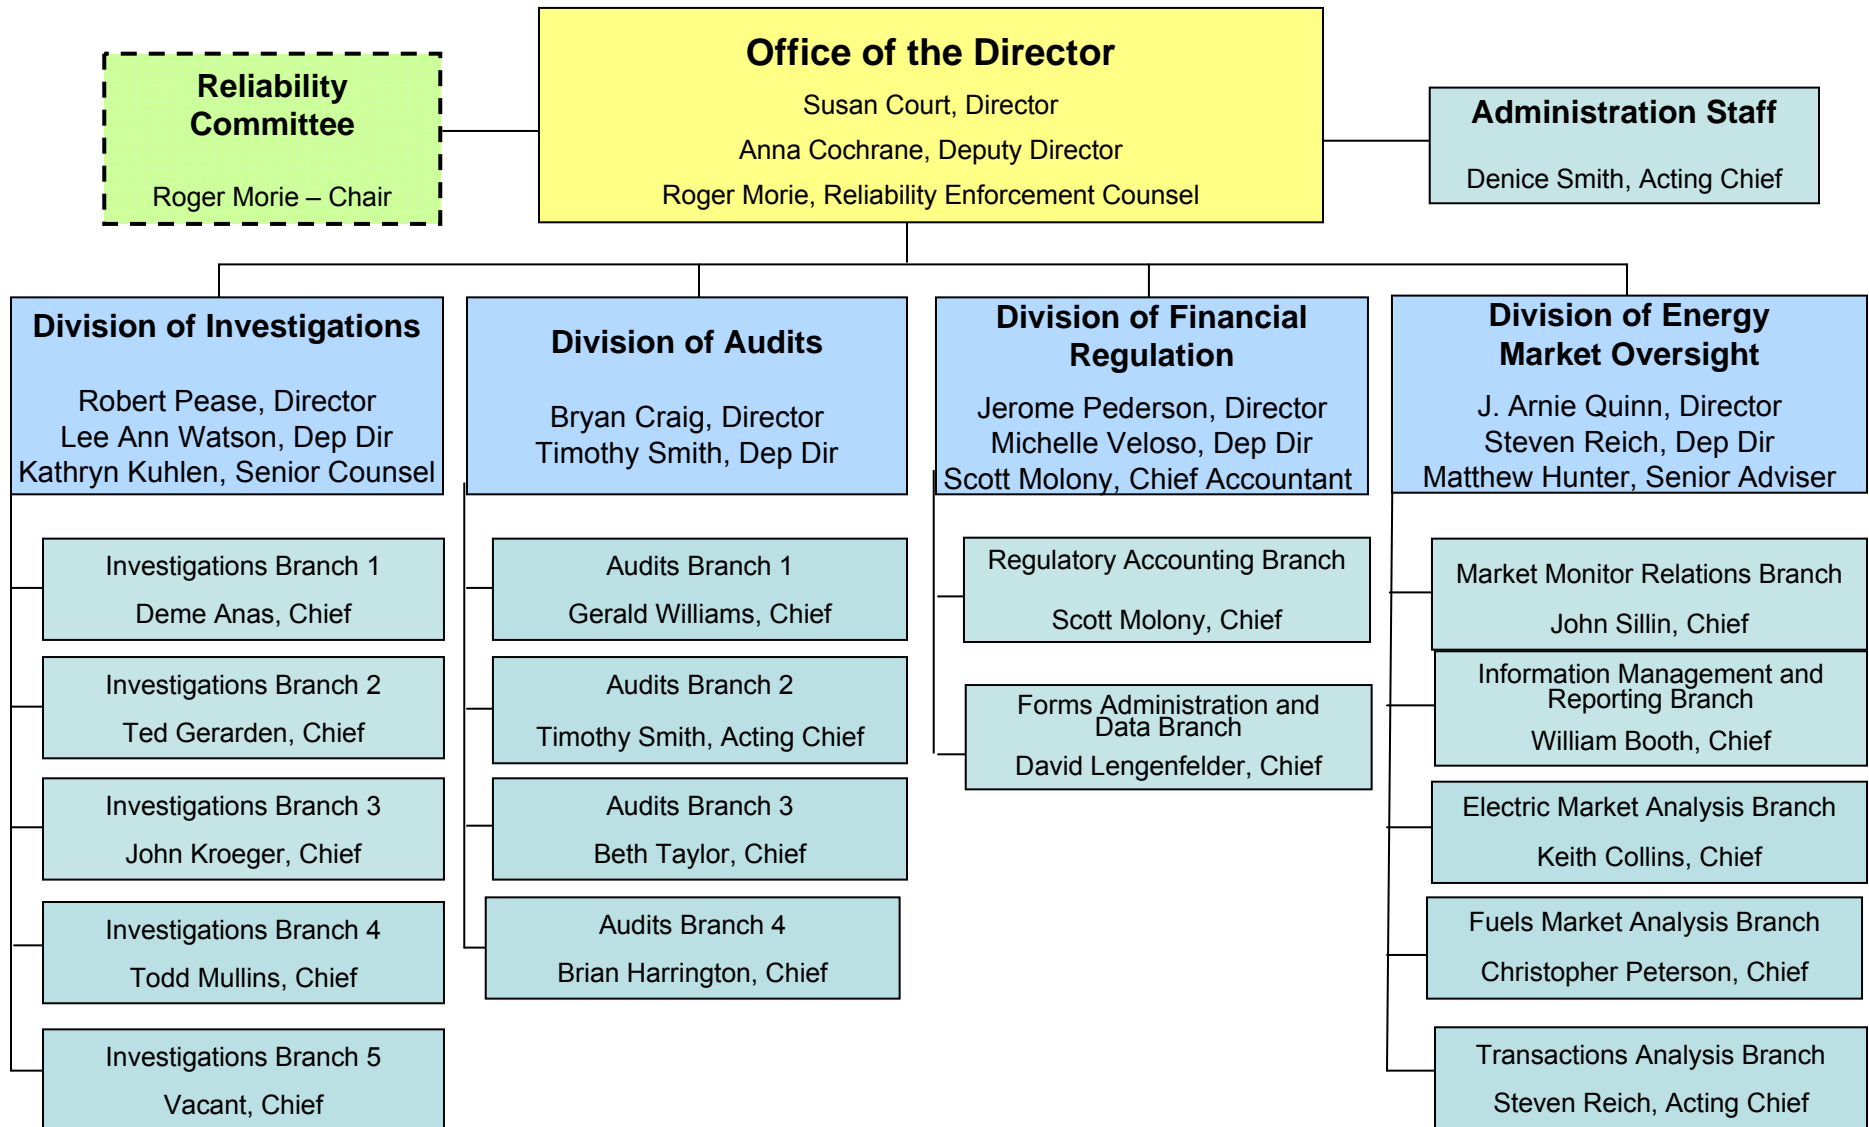 Reliability
Committee
Roger Morie – Chair
Office of the Director
Susan Court, Director
Anna Cochrane, Deputy Director
Roger Morie, Reliability Enforcement Counsel
Administration Staff
Denice Smith, Acting Chief
Division of Investigations
Robert Pease, Director
Lee Ann Watson, Dep Dir
Kathryn Kuhlen, Senior Counsel
Investigations Branch 1
Deme Anas, Chief
Investigations Branch 2
Ted Gerarden, Chief
Investigations Branch 3
John Kroeger, Chief
Investigations Branch 4
Todd Mullins, Chief
Investigations Branch 5
Vacant, Chief
Division of Audits
Bryan Craig, Director
Timothy Smith, Dep Dir
Audits Branch 1
Gerald Williams, Chief
Audits Branch 2
Timothy Smith, Acting Chief
Audits Branch 3
Beth Taylor, Chief
Audits Branch 4
Brian Harrington, Chief
Division of Financial
Regulation
Jerome Pederson, Director
Michelle Veloso, Dep Dir
Scott Molony, Chief Accountant
Regulatory Accounting Branch
Scott Molony, Chief
Forms Administration and
Data Branch
David Lengenfelder, Chief
Division of Energy
Market Oversight
J. Arnie Quinn, Director
Steven Reich, Dep Dir
Matthew Hunter, Senior Adviser
Market Monitor Relations Branch
John Sillin, Chief
Information Management and
Reporting Branch
William Booth, Chief
Electric Market Analysis Branch
Keith Collins, Chief
Fuels Market Analysis Branch
Christopher Peterson, Chief
Transactions Analysis Branch
Steven Reich, Acting Chief